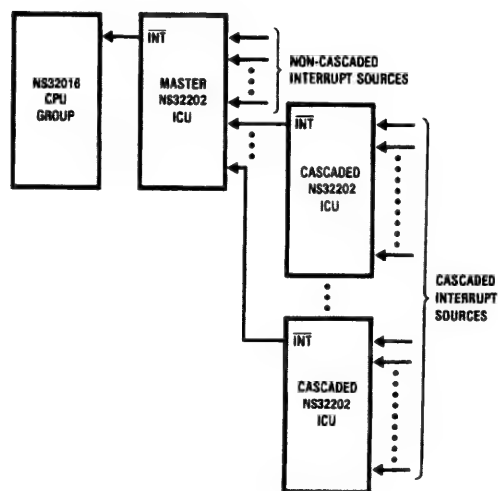 NS32016
CPU
GROUP
INT
MASTER
NS32202
ICU
NON-CASCADED
INTERRUPT SOURCES
INT
CASCADED
NS32202
ICU
CASCADED
INTERRUPT
SOURCES
INT
CASCADED
NS32202
ICU